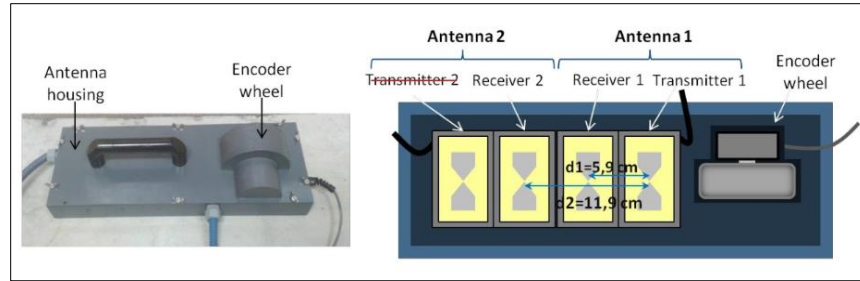 Antenna
housing
Encoder
wheel
Antenna 2
Antenna 1
Transmitter 2
Receiver 2
Receiver 1
Transmitter 1
Encoder
wheel
d1=5,9 cm
d2=11,9 cm